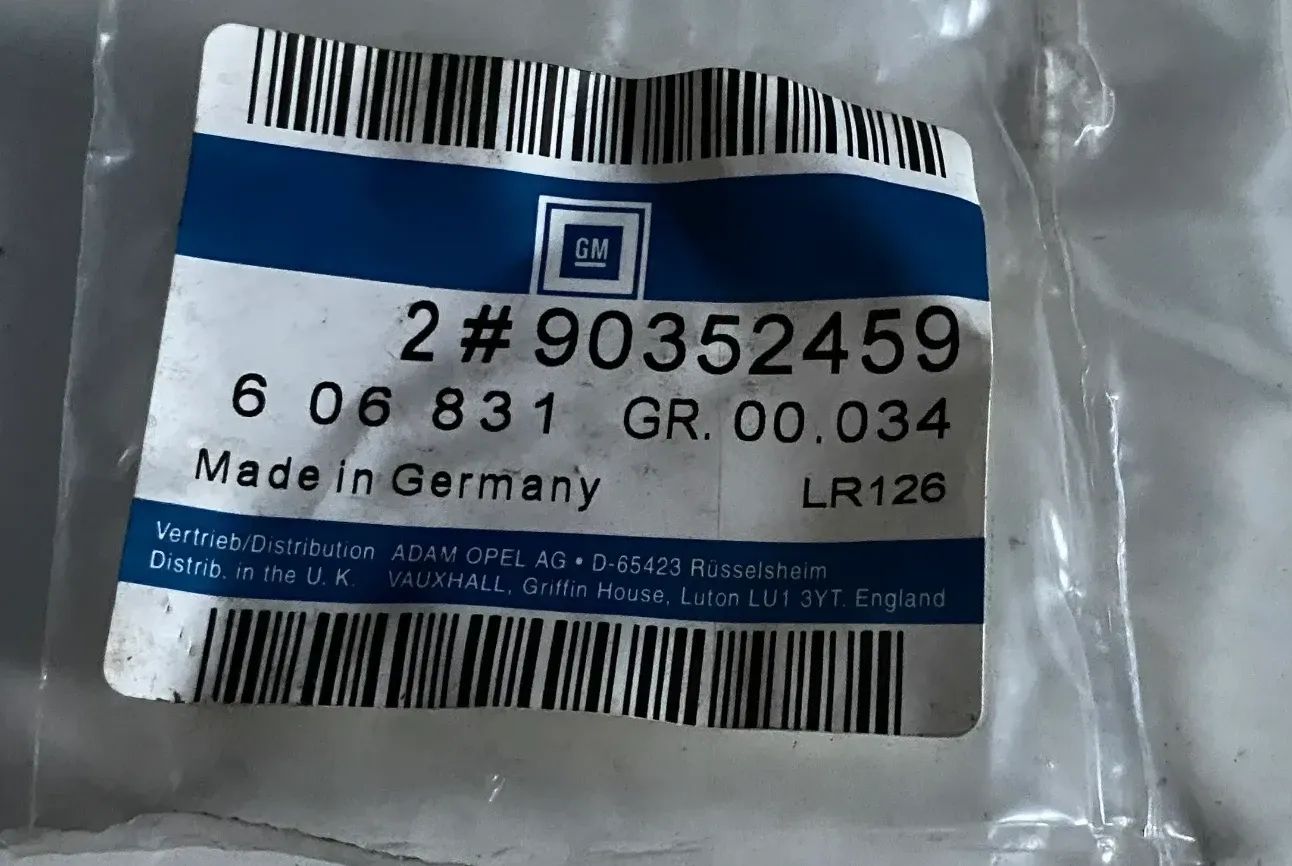 GM
2#90352459
6 06 831 GR. 00.034
Made in Germany LR126
Vertrieb/Distribution ADAM OPEL AG • D-65423 Rüsselsheim
Distrib. in the U. K. VAUXHALL, Griffin House, Luton LU1 3YT. England